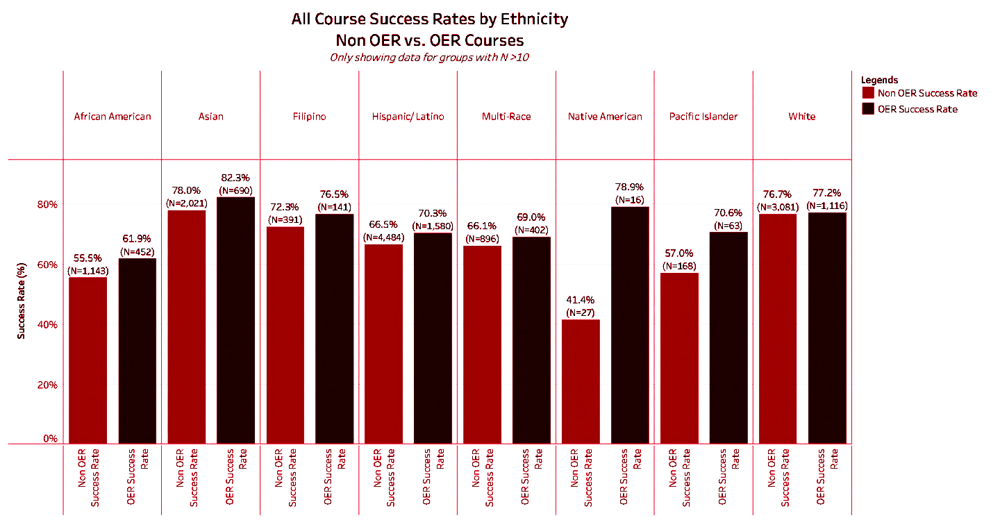 All Course Success Rates by Ethnicity
Non OER vs. OER Courses
Only showing data for groups with N >10
Legends
Non OER Success Rate
OER Success Rate
African American
Asian
Filipino
Hispanic/ Latino
Multi-Race
Native American
Pacific Islander
White
Success Rate (%)
80%
60%
40%
20%
0%
55.5%
(N=1,143)
61.9%
(N=452)
78.0%
(N=2,021)
82.3%
(N=690)
72.3%
(N=391)
76.5%
(N=141)
66.5%
(N=4,484)
70.3%
(N=1,580)
66.1%
(N=896)
69.0%
(N=402)
41.4%
(N=27)
78.9%
(N=16)
57.0%
(N=168)
70.6%
(N=63)
76.7%
(N=3,081)
77.2%
(N=1,116)
Non OER
Success Rate
OER Success
Rate
Non OER
Success Rate
OER Success
Rate
Non OER
Success Rate
OER Success
Rate
Non OER
Success Rate
OER Success
Rate
Non OER
Success Rate
OER Success
Rate
Non OER
Success Rate
OER Success
Rate
Non OER
Success Rate
OER Success
Rate
Non OER
Success Rate
OER Success
Rate